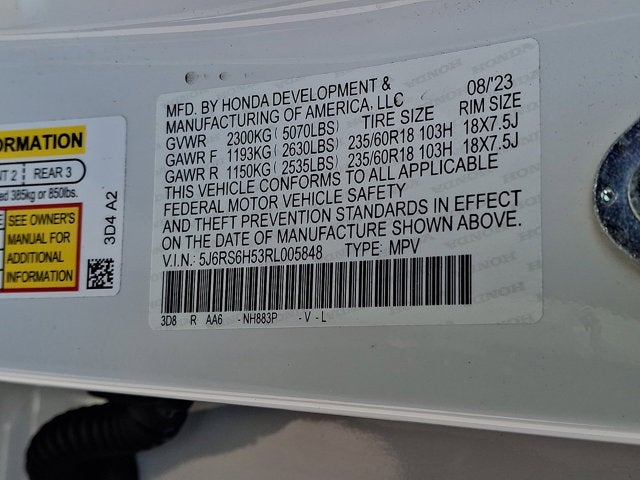 MFD. BY HONDA DEVELOPMENT & 08/'23
MANUFACTURING OF AMERICA, LLC
TIRE SIZE RIM SIZE
GVWR 2300KG ( 5070LBS)
GAWR F 1193KG ( 2630LBS) 235/60R18 103H 18X7.5J
GAWR R 1150KG ( 2535LBS) 235/60R18 103H 18X7.5J
THIS VEHICLE CONFORMS TO ALL APPLICABLE
FEDERAL MOTOR VEHICLE SAFETY
AND THEFT PREVENTION STANDARDS IN EFFECT
ON THE DATE OF MANUFACTURE SHOWN ABOVE.
V.I.N.: 5J6RS6H53RL005848 TYPE: MPV
3D8 R AA6 - NH883P - V - L
ORMATION
2 REAR 3
385kg or 850lbs.
SEE OWNER'S
MANUAL FOR
ADDITIONAL
INFORMATION
3D4 A2